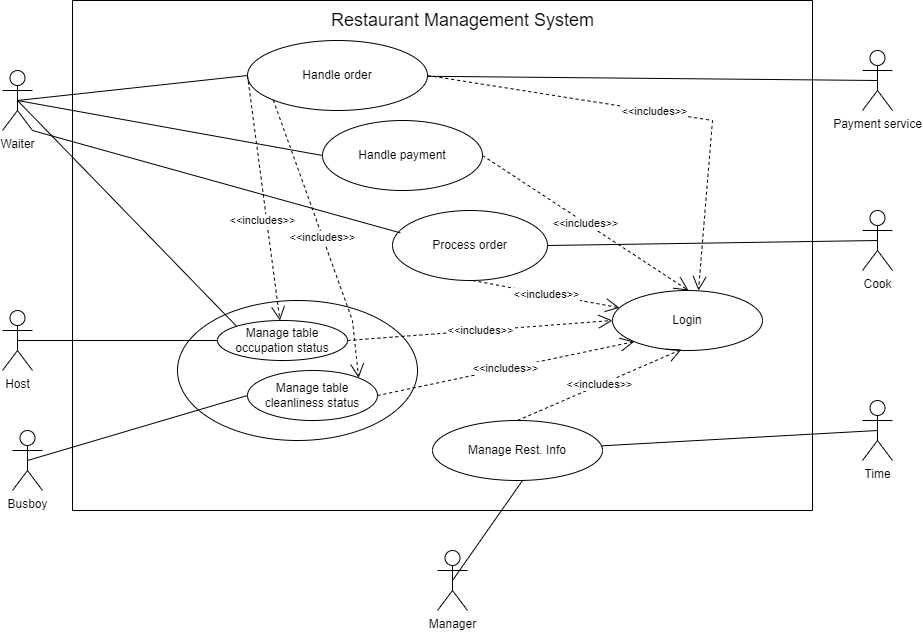 Restaurant Management System
Handle order
<<includes>>
Payment service
Waiter
Handle payment
<<includes>>
<<includes>>
<<includes>>
Process order
Cook
<<includes>>
Login
Manage table
occupation status
<<includes>>
Host
<<includes>>
Manage table
cleanliness status
<<includes>>
Manage Rest. Info
Time
Busboy
Manager